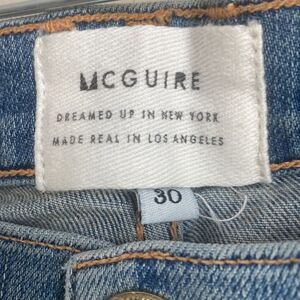 MCGUIRE
DREAMED UP IN NEW YORK
MADE REAL IN LOS ANGELES
30